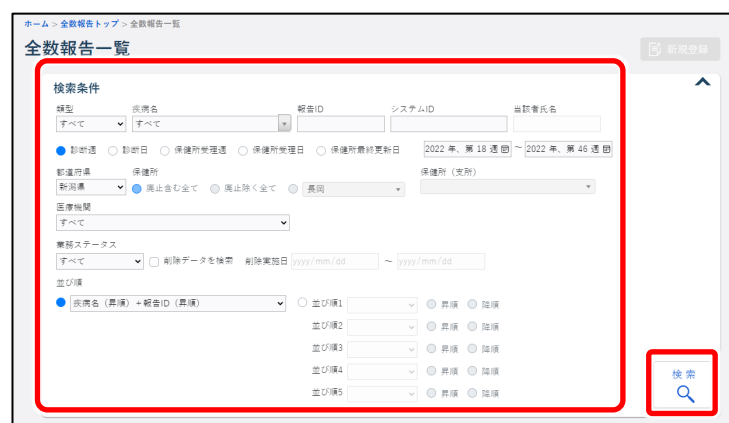 ホーム > 全数報告トップ > 全数報告一覧
全数報告一覧
新規登録
検索条件
類型 疾病名 報告ID システムID 当該者氏名
すべて すべて
診断週 診断日 保健所受理週 保健所受理日 保健所最終更新日 2022 年、第 18 週 ~ 2022 年、第 46 週
都道府県 保健所 保健所（支所）
新潟県 廃止含む全て 廃止除く全て 長岡
医療機関
すべて
業務ステータス
すべて 削除データを検索 削除実施日 yyyy/mm/dd ~ yyyy/mm/dd
並び順
疾病名（昇順）+報告ID（昇順） 並び順1 昇順 降順
並び順2 昇順 降順
並び順3 昇順 降順
並び順4 昇順 降順
並び順5 昇順 降順
検索